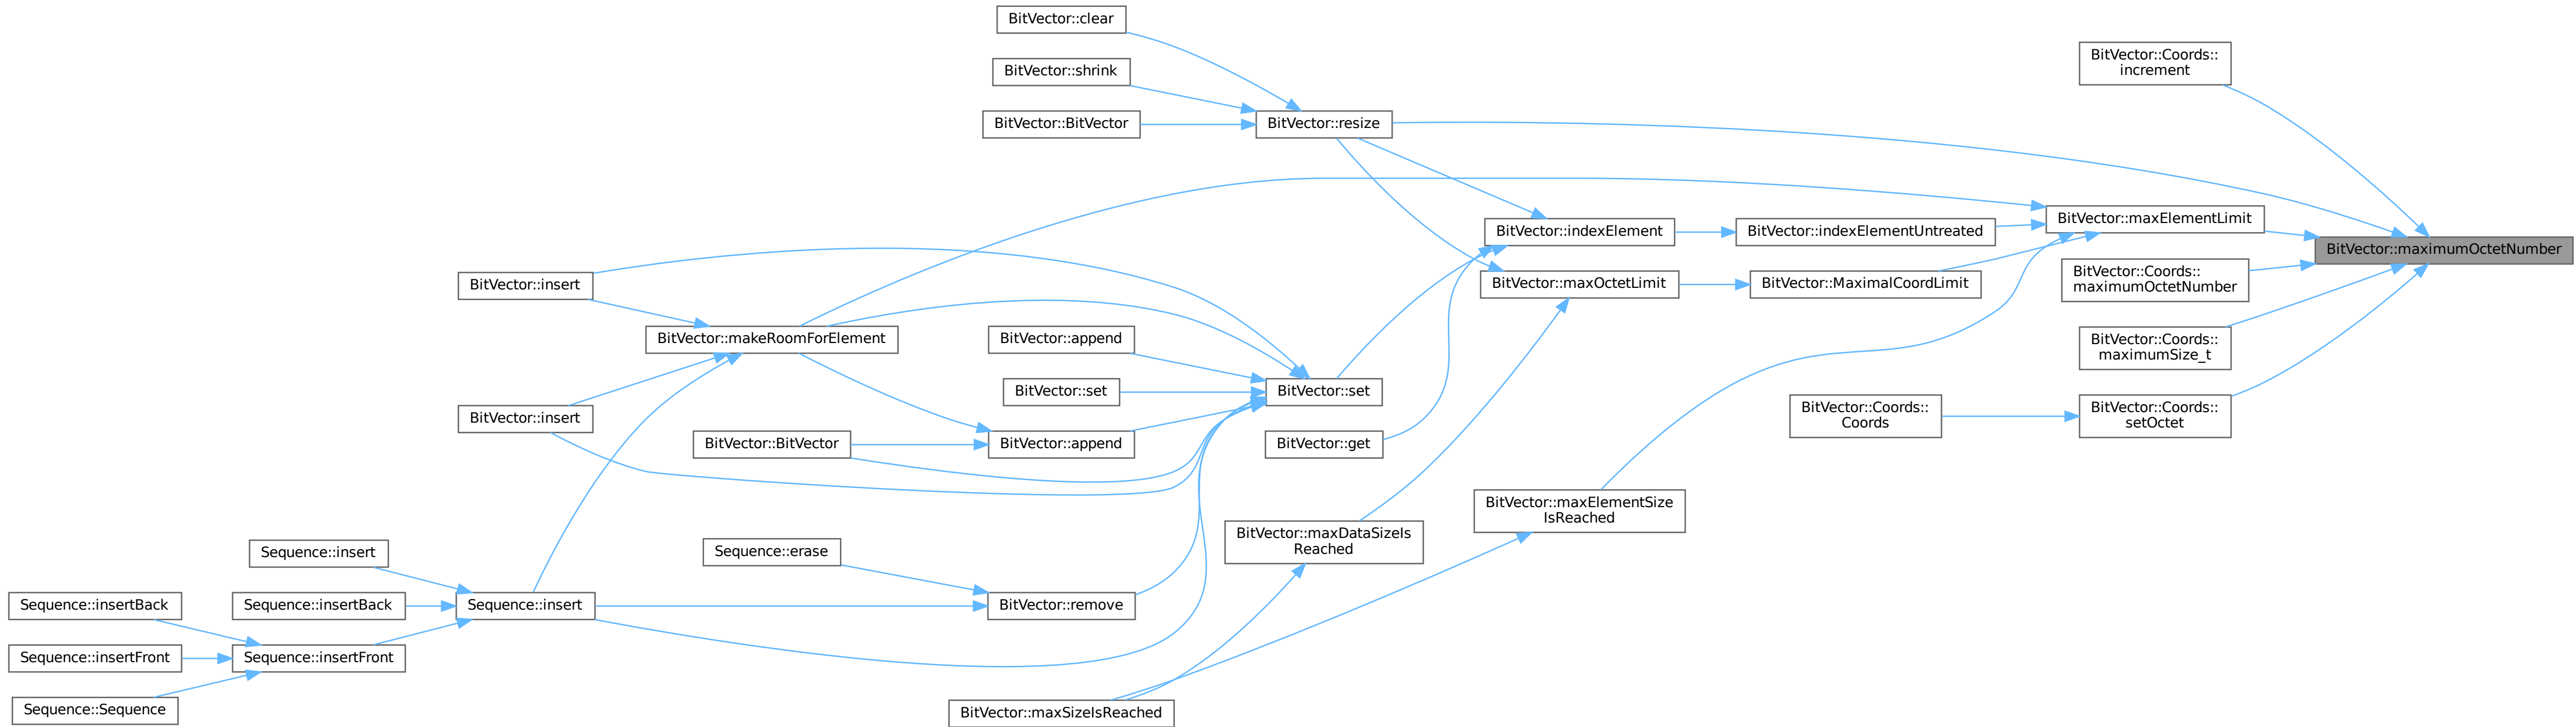 BitVector::clear
BitVector::shrink
BitVector::BitVector
BitVector::resize
BitVector::Coords::
increment
BitVector::maxElementLimit
BitVector::indexElement
BitVector::indexElementUntreated
BitVector::maximumOctetNumber
BitVector::insert
BitVector::maxOctetLimit
BitVector::MaximalCoordLimit
BitVector::Coords::
maximumOctetNumber
BitVector::makeRoomForElement
BitVector::append
BitVector::Coords::
maximumSize_t
BitVector::set
BitVector::set
BitVector::insert
BitVector::Coords::
Coords
BitVector::Coords::
setOctet
BitVector::BitVector
BitVector::append
BitVector::get
BitVector::maxElementSize
IsReached
BitVector::maxDataSizeIs
Reached
Sequence::insert
Sequence::erase
Sequence::insertBack
Sequence::insertBack
Sequence::insert
BitVector::remove
Sequence::insertFront
Sequence::insertFront
Sequence::Sequence
BitVector::maxSizeIsReached